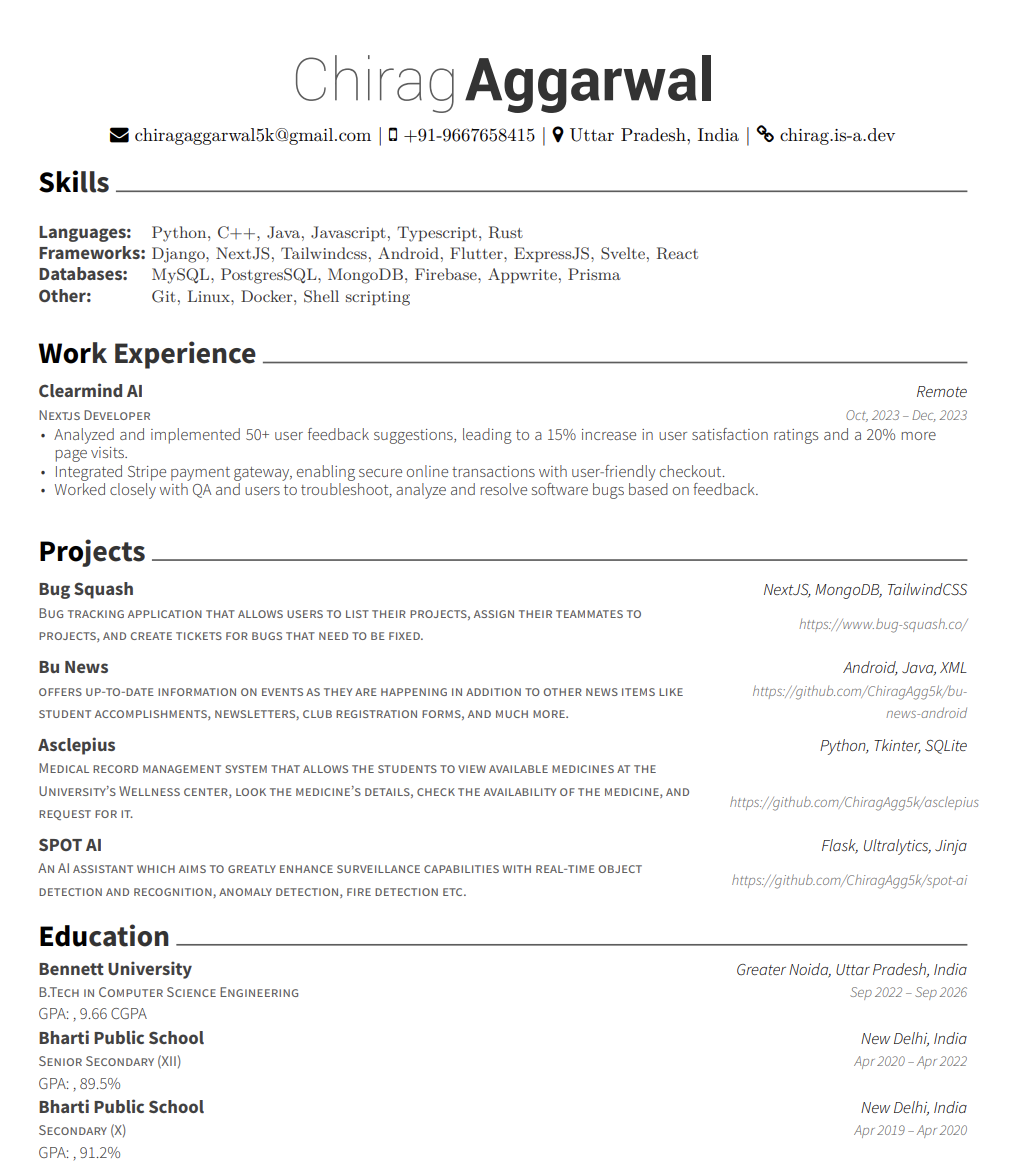 Chirag Aggarwal
chiragaggarwal5k@gmail.com | +91-9667658415 | Uttar Pradesh, India | chirag.is-a.dev
Skills
Languages: Python, C++, Java, Javascript, Typescript, Rust
Frameworks: Django, NextJS, Tailwindcss, Android, Flutter, ExpressJS, Svelte, React
Databases: MySQL, PostgresSQL, MongoDB, Firebase, Appwrite, Prisma
Other: Git, Linux, Docker, Shell scripting
Work Experience
Clearmind AI Remote
NextJS Developer Oct, 2023 – Dec, 2023
• Analyzed and implemented 50+ user feedback suggestions, leading to a 15% increase in user satisfaction ratings and a 20% more
page visits.
• Integrated Stripe payment gateway, enabling secure online transactions with user-friendly checkout.
• Worked closely with QA and users to troubleshoot, analyze and resolve software bugs based on feedback.
Projects
Bug Squash NextJS, MongoDB, TailwindCSS
Bug tracking application that allows users to list their projects, assign their teammates to
projects, and create tickets for bugs that need to be fixed.
https://www.bug-squash.co/
Bu News Android, Java, XML
offers up-to-date information on events as they are happening in addition to other news items like
student accomplishments, newsletters, club registration forms, and much more.
https://github.com/ChiragAgg5k/bu-
news-android
Asclepius Python, Tkinter, SQLite
Medical record management system that allows the students to view available medicines at the
University's Wellness center, look the medicine's details, check the availability of the medicine, and
request for it.
https://github.com/ChiragAgg5k/asclepius
SPOT AI Flask, Ultralytics, Jinja
An AI assistant which aims to greatly enhance surveillance capabilities with real-time object
detection and recognition, anomaly detection, fire detection etc.
https://github.com/ChiragAgg5k/spot-ai
Education
Bennett University Greater Noida, Uttar Pradesh, India
B.Tech in Computer Science Engineering Sep 2022 – Sep 2026
GPA: , 9.66 CGPA
Bharti Public School New Delhi, India
Senior Secondary (XII) Apr 2020 – Apr 2022
GPA: , 89.5%
Bharti Public School New Delhi, India
Secondary (X) Apr 2019 – Apr 2020
GPA: , 91.2%